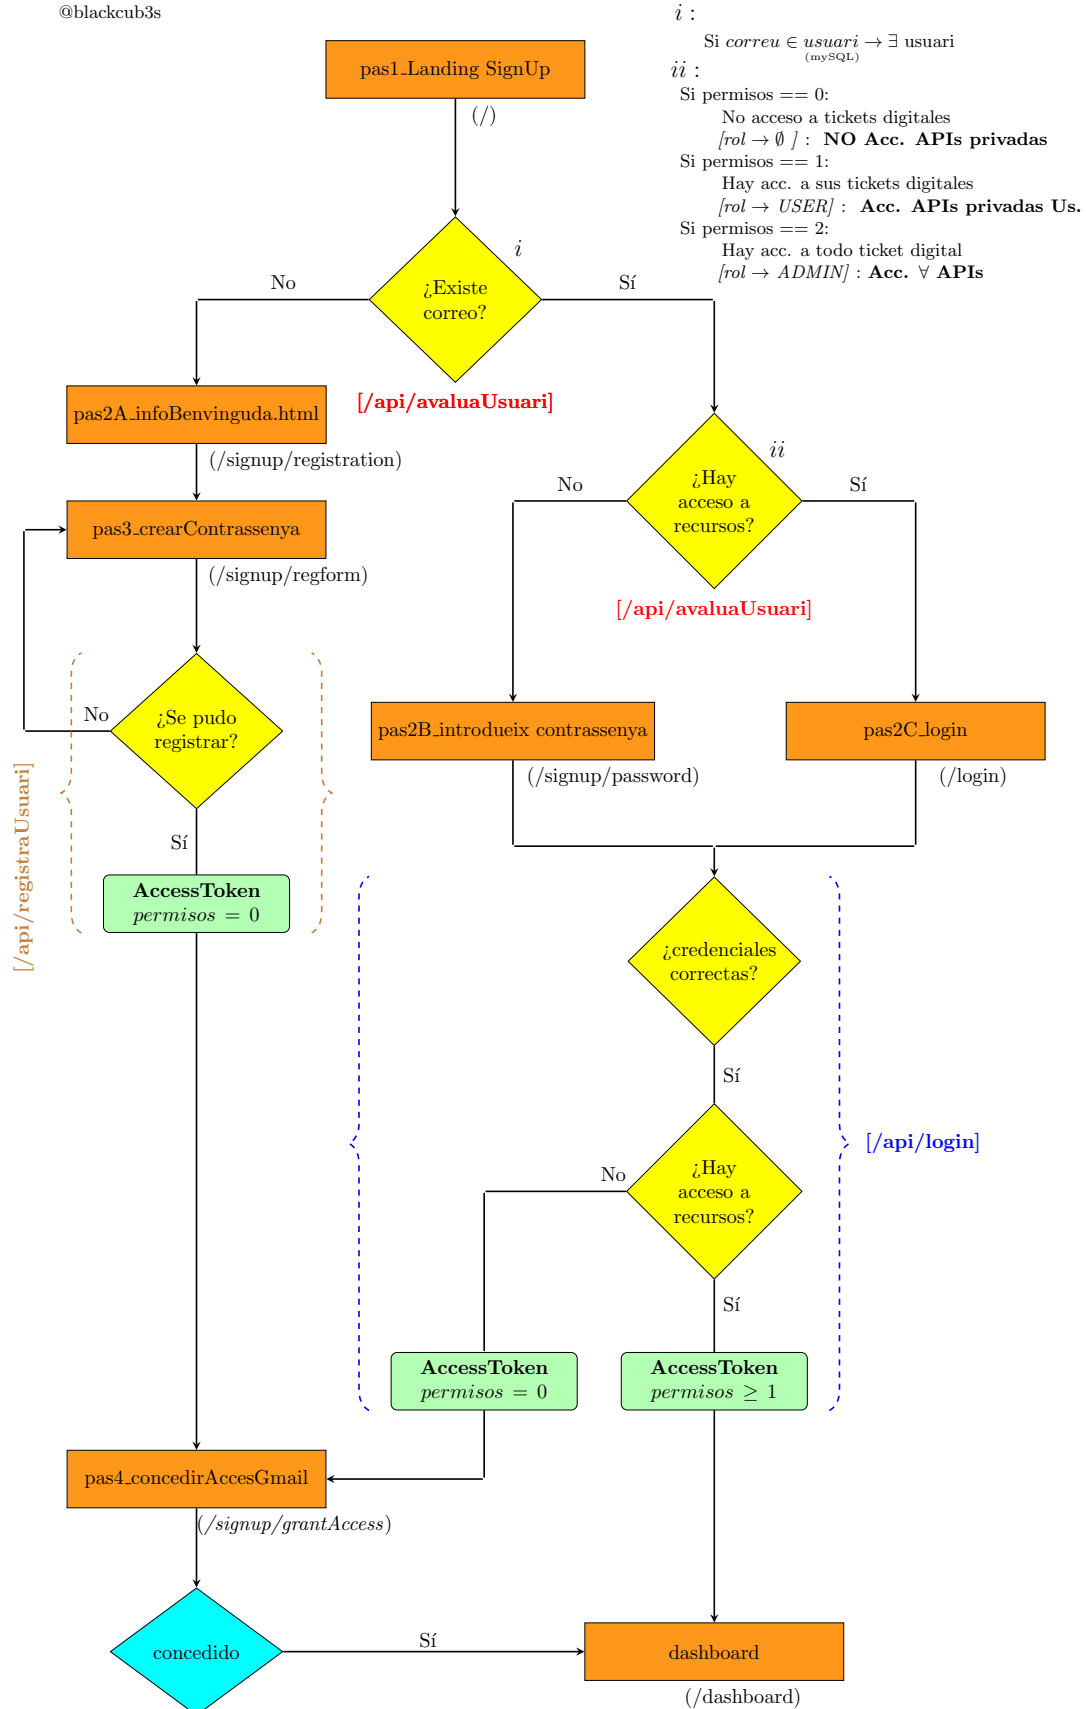 @blackcub3s
i :
Si correu ∈ usuari → ∃ usuari
(mySQL)
ii :
Si permisos == 0:
No acceso a tickets digitales
[rol → ∅ ] : NO Acc. APIs privadas
Si permisos == 1:
Hay acc. a sus tickets digitales
[rol → USER] : Acc. APIs privadas Us.
Si permisos == 2:
Hay acc. a todo ticket digital
[rol → ADMIN] : Acc. ∀ APIs
pas1_Landing SignUp
(/)
i
¿Existe
correo?
No
Sí
[/api/avaluaUsuari]
pas2A_infoBenvinguda.html
(/signup/registration)
ii
¿Hay
acceso a
recursos?
No
Sí
[/api/avaluaUsuari]
pas3_crearContrassenya
(/signup/regform)
¿Se pudo
registrar?
No
Sí
[/api/registraUsuari]
AccessToken
permisos = 0
pas2B_introdueix contrassenya
(/signup/password)
pas2C_login
(/login)
¿credenciales
correctas?
Sí
[/api/login]
¿Hay
acceso a
recursos?
No
Sí
AccessToken
permisos = 0
AccessToken
permisos ≥ 1
pas4_concedirAccesGmail
(/signup/grantAccess)
concedido
Sí
dashboard
(/dashboard)